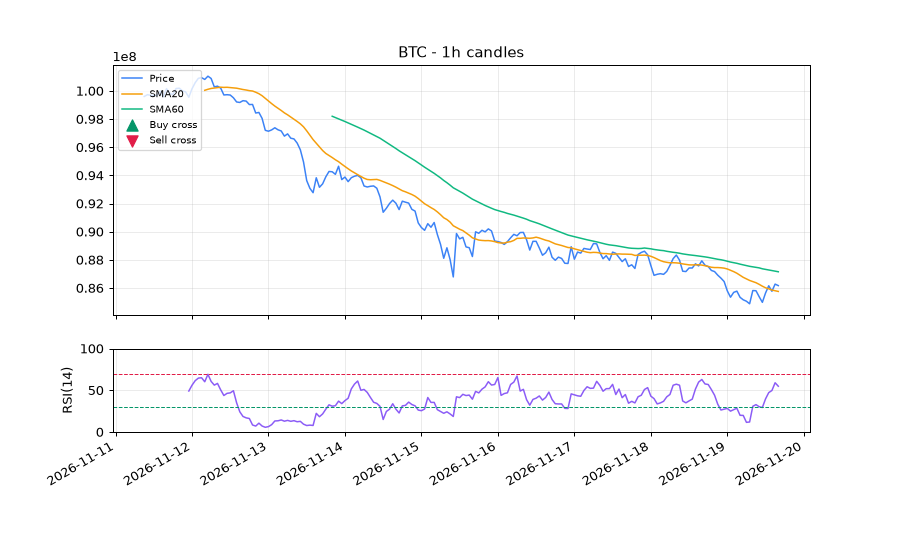 BTC - 1h candles
1e8
Price
SMA20
SMA60
Buy cross
Sell cross
1.00
0.98
0.96
0.94
0.92
0.90
0.88
0.86
RSI(14)
100
50
0
2026-11-11
2026-11-12
2026-11-13
2026-11-14
2026-11-15
2026-11-16
2026-11-17
2026-11-18
2026-11-19
2026-11-20